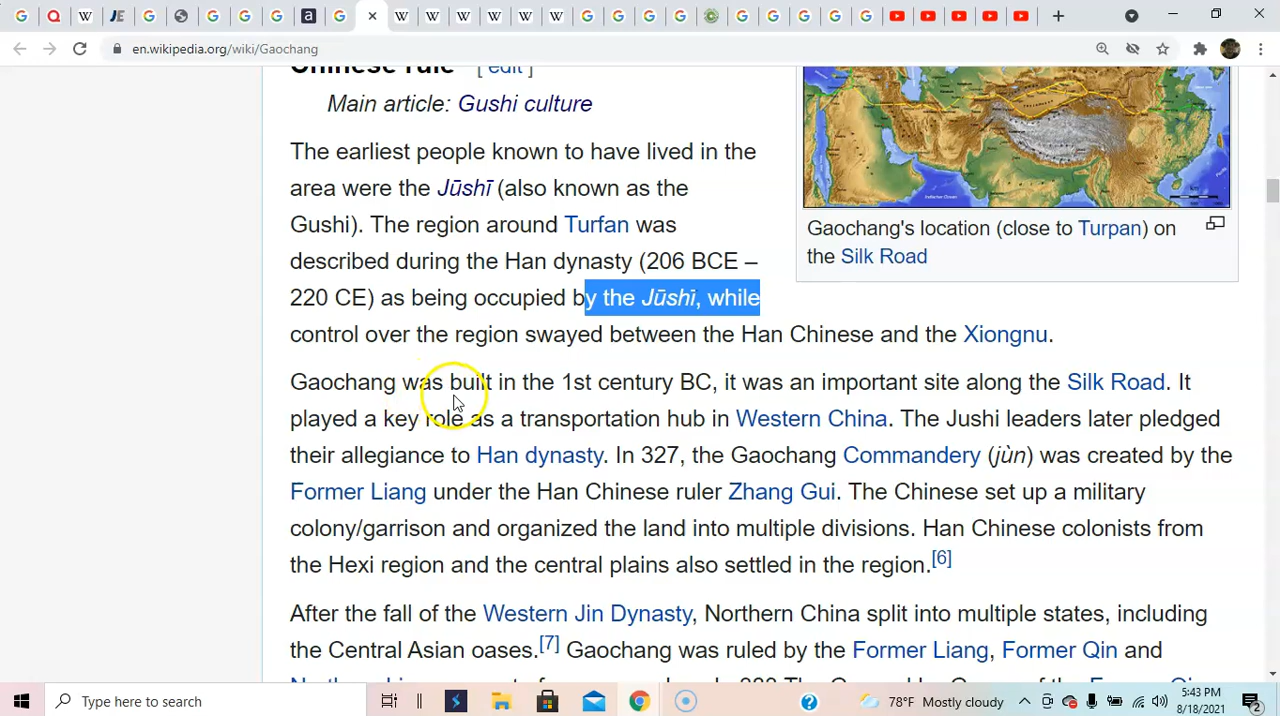 en.wikipedia.org/wiki/Gaochang
Chinese rule [ edit ]
Main article: Gushi culture
The earliest people known to have lived in the
area were the Jūshī (also known as the
Gushi). The region around Turfan was
described during the Han dynasty (206 BCE –
220 CE) as being occupied by the Jūshī, while
control over the region swayed between the Han Chinese and the Xiongnu.
Gaochang's location (close to Turpan) on
the Silk Road
Gaochang was built in the 1st century BC, it was an important site along the Silk Road. It
played a key role as a transportation hub in Western China. The Jushi leaders later pledged
their allegiance to Han dynasty. In 327, the Gaochang Commandery (jùn) was created by the
Former Liang under the Han Chinese ruler Zhang Gui. The Chinese set up a military
colony/garrison and organized the land into multiple divisions. Han Chinese colonists from
the Hexi region and the central plains also settled in the region.[6]
After the fall of the Western Jin Dynasty, Northern China split into multiple states, including
the Central Asian oases.[7] Gaochang was ruled by the Former Liang, Former Qin and
Type here to search
78°F Mostly cloudy
5:43 PM
8/18/2021
2